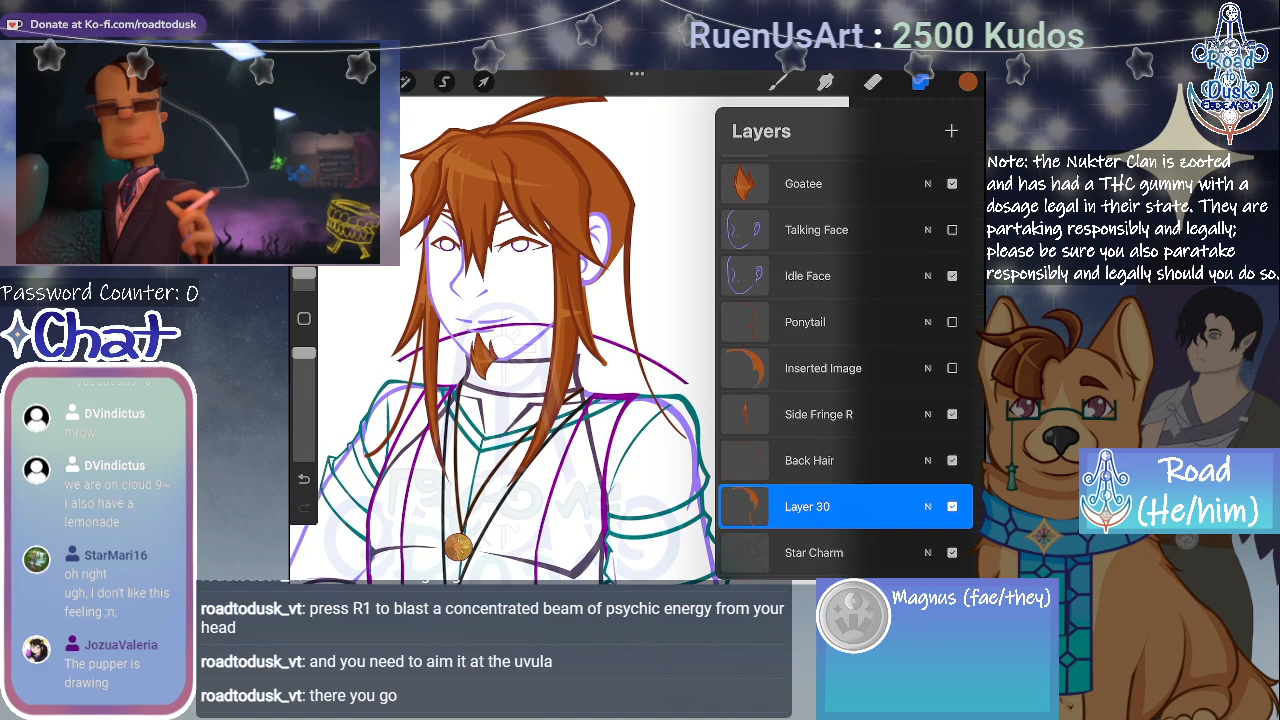 Donate at Ko-fi.com/roadtodusk
RuenUsArt : 2500 Kudos
Road
to
Dusk
Layers
Goatee N
Talking Face N
Idle Face N
Ponytail N
Inserted Image N
Side Fringe R N
Back Hair N
Layer 30 N
Star Charm N
Note: the Nukter Clan is zooted
and has had a THC gummy with a
dosage legal in their state. They are
partaking responsibly and legally;
please be sure you also paratake
responsibly and legally should you do so.
Password Counter: 0
Chat
DVindictus
mrow
DVindictus
we are on cloud 9~
I also have a
lemonade
StarMari16
oh right
ugh, I don't like this
feeling ;n;
JozuaValeria
The pupper is
drawing
roadtodusk_vt: press R1 to blast a concentrated beam of psychic energy from your
head
roadtodusk_vt: and you need to aim it at the uvula
roadtodusk_vt: there you go
Road
(He/him)
Magnus (fae/they)